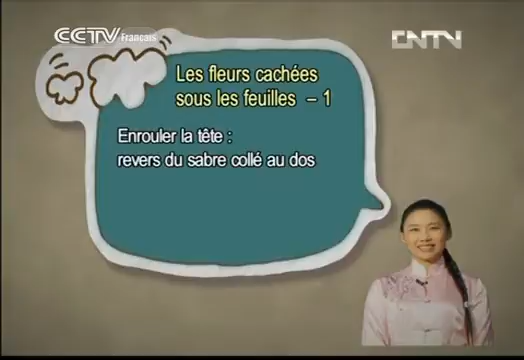 CCTV Français
CNTV
Les fleurs cachées
sous les feuilles – 1
Enrouler la tête :
revers du sabre collé au dos